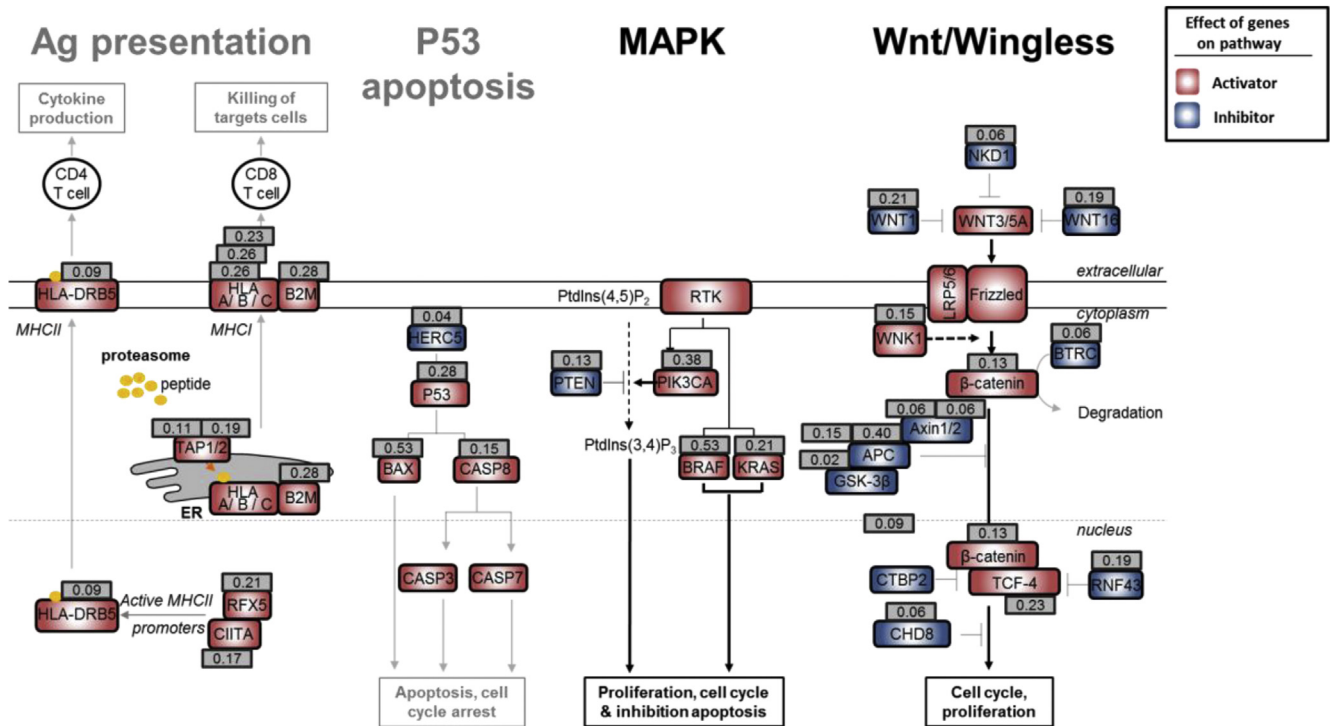 Ag presentation
P53
apoptosis
MAPK
Wnt/Wingless
Effect of genes
on pathway
Activator
Inhibitor
Cytokine
production
Killing of
targets cells
CD4
T cell
CD8
T cell
0.09
HLA-DRB5
MHCII
0.23
0.26
0.26
HLA
A/ B / C
0.28
B2M
MHCI
proteasome
peptide
0.11
0.19
TAP1/2
HLA
A/ B / C
0.28
B2M
ER
0.09
HLA-DRB5
Active MHCII
promoters
0.21
RFX5
CIITA
0.17
0.04
HERC5
0.28
P53
0.53
BAX
0.15
CASP8
CASP3
CASP7
Apoptosis, cell
cycle arrest
PtdIns(4,5)P2
RTK
0.13
PTEN
0.38
PIK3CA
PtdIns(3,4)P3
0.53
BRAF
0.21
KRAS
Proliferation, cell cycle
& inhibition apoptosis
0.06
NKD1
0.21
WNT1
WNT3/5A
0.19
WNT16
extracellular
LRP5/6
Frizzled
cytoplasm
0.15
WNK1
0.06
BTRC
0.13
β-catenin
Degradation
0.06
0.06
Axin1/2
0.15
0.40
APC
0.02
GSK-3β
0.09
nucleus
0.13
β-catenin
CTBP2
TCF-4
0.23
0.19
RNF43
0.06
CHD8
Cell cycle,
proliferation